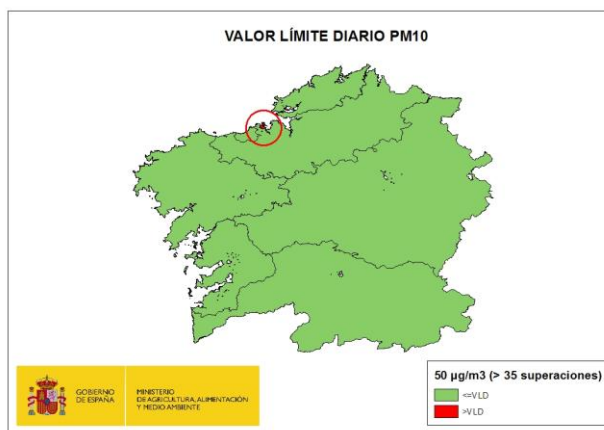 VALOR LÍMITE DIARIO PM10
GOBIERNO
DE ESPAÑA
MINISTERIO
DE AGRICULTURA, ALIMENTACIÓN
Y MEDIO AMBIENTE
50 µg/m3 (> 35 superaciones)
<=VLD
>VLD